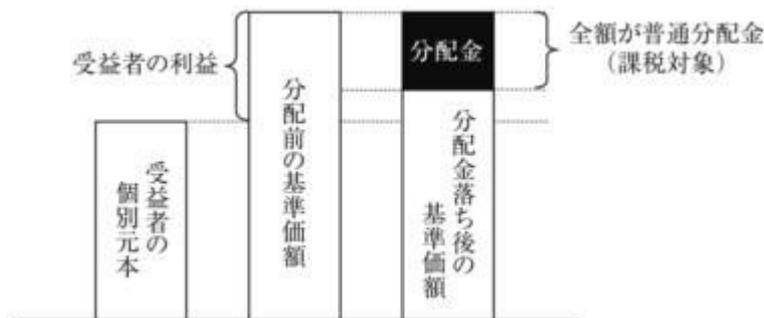 受益者の利益
受益者の
個別元本
分配前の基準価額
分配金
分配金落ち後の
基準価額
全額が普通分配金
（課税対象）